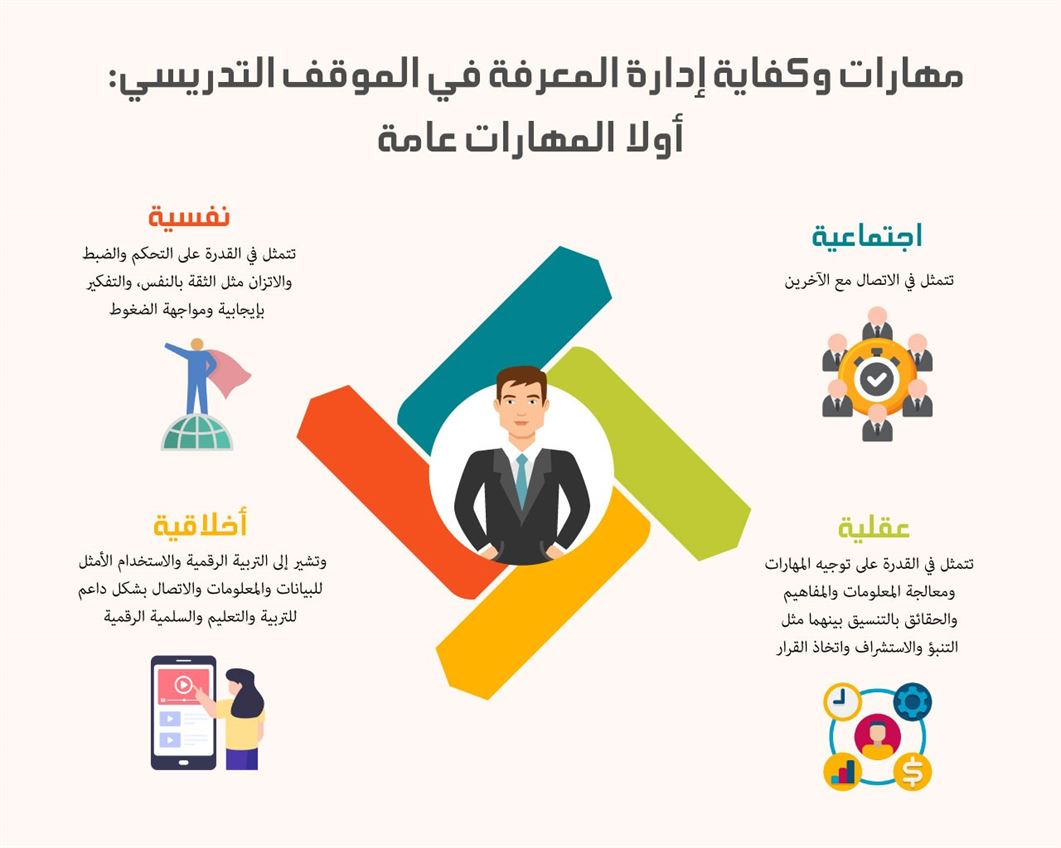 مهارات وكفاية إدارة المعرفة في الموقف التدريسي:
أولا المهارات عامة
اجتماعية
تتمثل في الاتصال مع الآخرين
نفسية
تتمثل في القدرة على التحكم والضبط
والاتزان مثل الثقة بالنفس، والتفكير
بإيجابية ومواجهة الضغوط
عقلية
تتمثل في القدرة على توجيه المهارات
ومعالجة المعلومات والمفاهيم
والحقائق بالتنسيق بينهما مثل
التنبؤ والاستشراف واتخاذ القرار
أخلاقية
وتشير إلى التربية الرقمية والاستخدام الأمثل
للبيانات والمعلومات والاتصال بشكل داعم
للتربية والتعليم والسلمية الرقمية